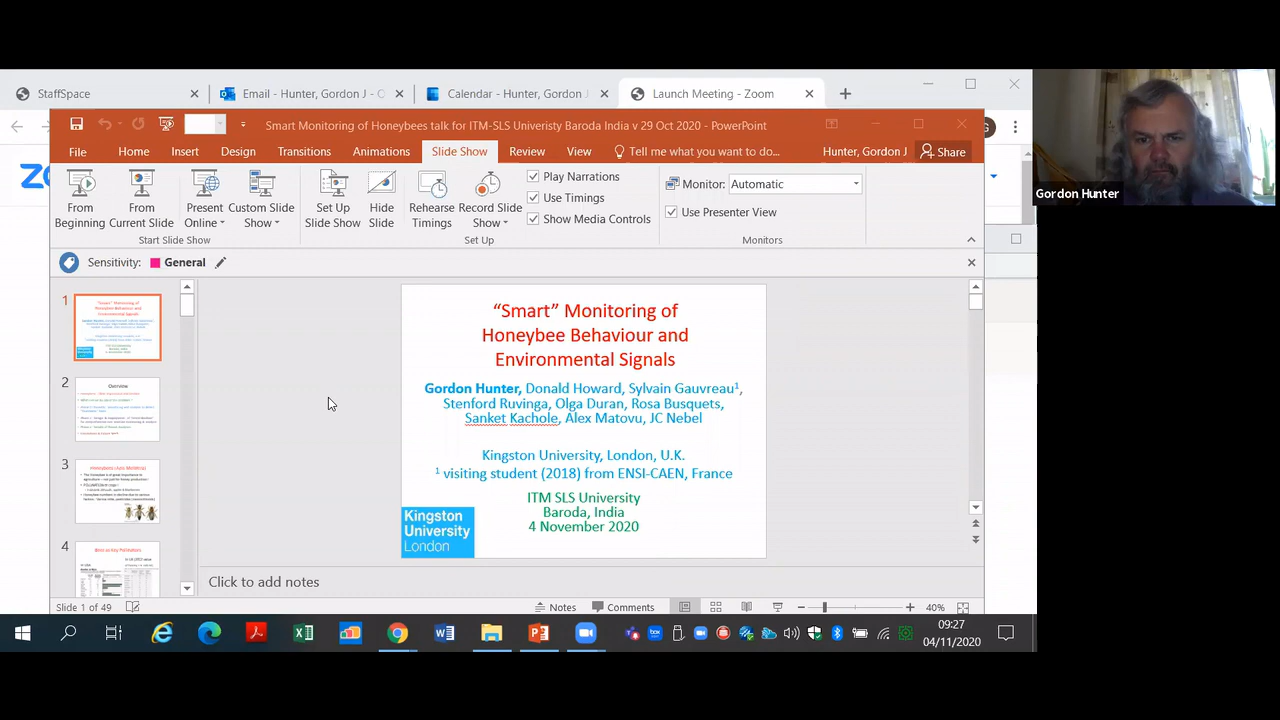 StaffSpace
Email - Hunter, Gordon J - O
Calendar - Hunter, Gordon J
Launch Meeting - Zoom
Smart Monitoring of Honeybees talk for ITM-SLS Univeristy Baroda India v 29 Oct 2020 - PowerPoint
File Home Insert Design Transitions Animations Slide Show Review View Tell me what you want to do... Hunter, Gordon J Share
From Beginning
From Current Slide
Present Online
Custom Slide Show
Set Up Slide Show
Hide Slide
Rehearse Timings
Record Slide Show
Play Narrations
Use Timings
Show Media Controls
Monitor: Automatic
Use Presenter View
Start Slide Show
Set Up
Monitors
Sensitivity: General
1
2
Overview
3
4
"Smart" Monitoring of
Honeybee Behaviour and
Environmental Signals
Gordon Hunter, Donald Howard, Sylvain Gauvreau1,
Stenford Ruvinga, Olga Duran, Rosa Busquets,
Sanket Kachole, Alex Matovu, JC Nebel
Kingston University, London, U.K.
1 visiting student (2018) from ENSI-CAEN, France
ITM SLS University
Baroda, India
4 November 2020
Kingston
University
London
Click to add notes
Slide 1 of 49
Notes
Comments
40%
09:27
04/11/2020
Gordon Hunter